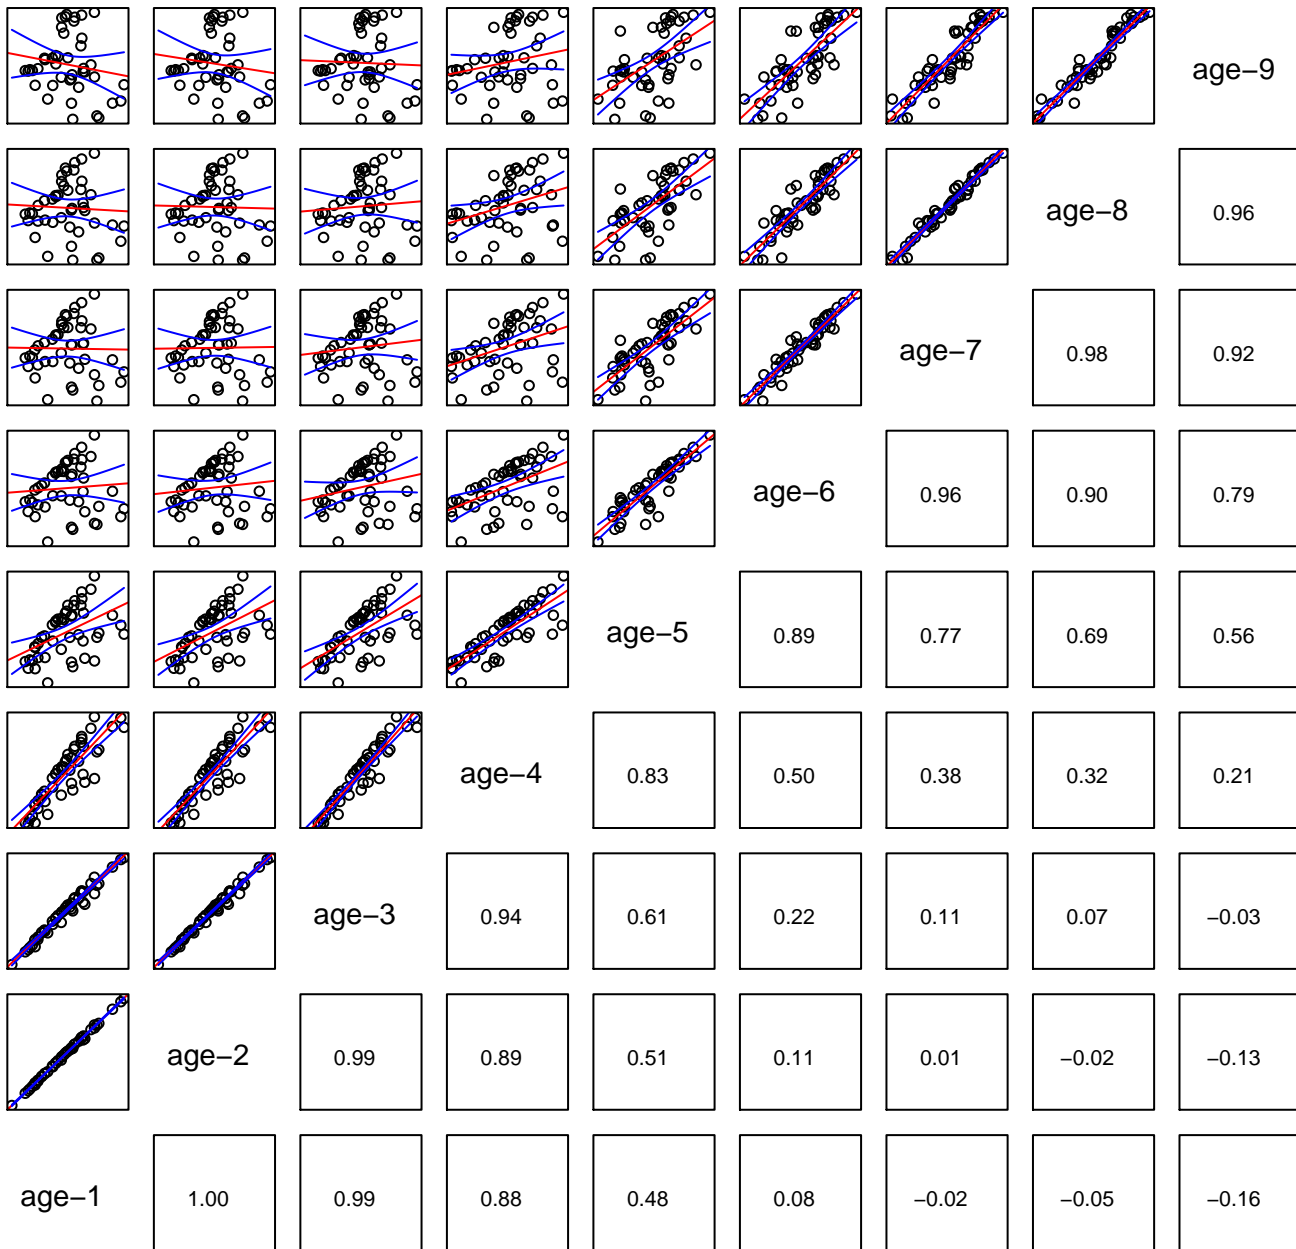 age−9
age−8 0.96
age−7 0.98 0.92
age−6 0.96 0.90 0.79
age−5 0.89 0.77 0.69 0.56
age−4 0.83 0.50 0.38 0.32 0.21
age−3 0.94 0.61 0.22 0.11 0.07 −0.03
age−2 0.99 0.89 0.51 0.11 0.01 −0.02 −0.13
age−1 1.00 0.99 0.88 0.48 0.08 −0.02 −0.05 −0.16